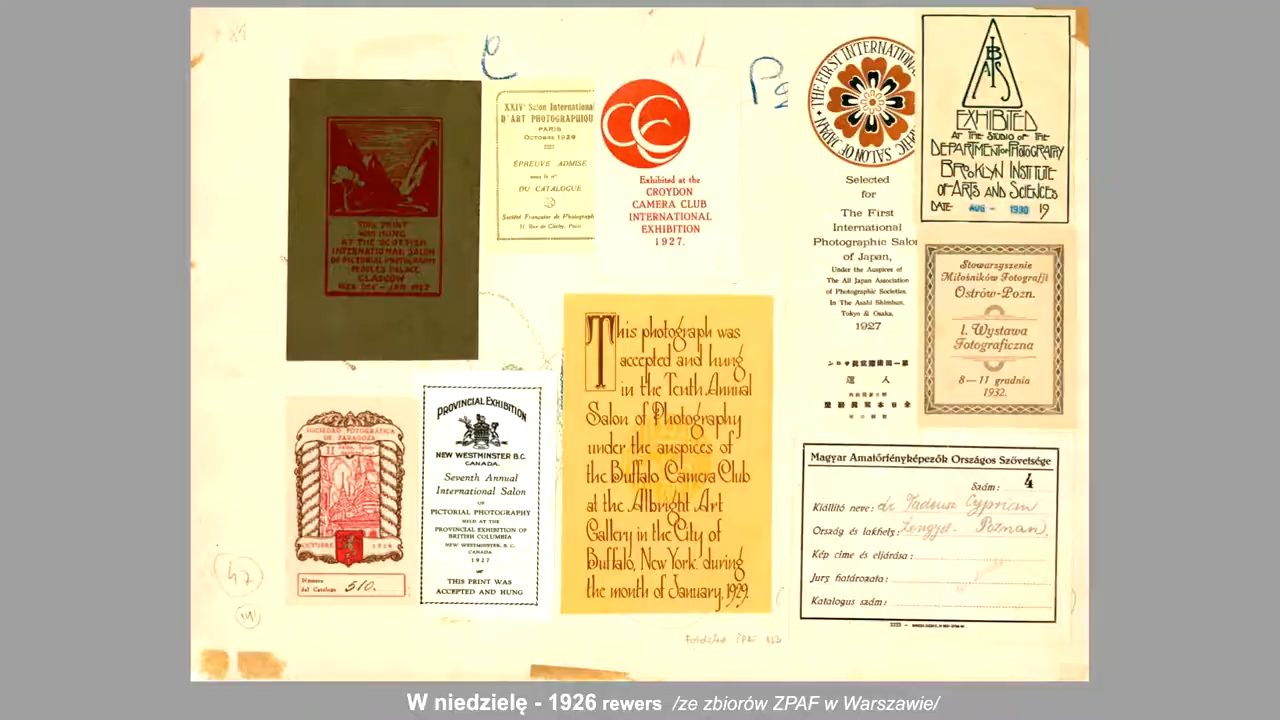 THIS PRINT
WAS HUNG
AT THE SCOTTISH
INTERNATIONAL SALON
OF PICTORIAL PHOTOGRAPHY
PEOPLES PALACE
GLASGOW
XXIVe Salon International
D'ART PHOTOGRAPHIQU
PARIS
OCTOBRE 1929
ÉPREUVE ADMISE
sous le n°
DU CATALOGUE
Société Française de Photograph
51, Rue de Clichy, Paris
CCC
Exhibited at the
CROYDON
CAMERA CLUB
INTERNATIONAL
EXHIBITION
1927.
THE FIRST INTERNATIONAL
SALON OF JAPAN
Selected
for
The First
International
Photographic Salon
of Japan,
Under the Auspices of
The All Japan Association
of Photographic Societies.
In The Asahi Shimbun,
Tokyo & Osaka.
1927
選 人
EXHIBITED
AT THE STUDIO OF THE
DEPARTMENT OF PHOTOGRAPHY
BROOKLYN INSTITUTE
OF ARTS AND SCIENCES
DATE AUG - 1930 19
Stowarzyszenie
Miłośników Fotografji
Ostrów-Pozn.
I. Wystawa
Fotograficzna
8—11 grudnia
1932.
SOCIEDAD FOTOGRÁFICA
DE ZARAGOZA
II
OCTUBRE 1926
Número
del Catálogo 510.
PROVINCIAL EXHIBITION
NEW WESTMINSTER B.C.
CANADA.
Seventh Annual
International Salon
OF
PICTORIAL PHOTOGRAPHY
HELD AT THE
PROVINCIAL EXHIBITION OF
BRITISH COLUMBIA
NEW WESTMINSTER, B. C.
CANADA
1927
THIS PRINT WAS
ACCEPTED AND HUNG
This photograph was
accepted and hung
in the Tenth Annual
Salon of Photography
under the auspices of
the Buffalo Camera Club
at the Albright Art
Gallery in the City of
Buffalo, New York during
the month of January, 1929.
Magyar Amatőrfényképezők Országos Szövetsége
Szám: 4
Kiállító neve: dr. Tadeusz Cyprian
Ország és lakhely: Lengyel- Poznan).
Kép címe és eljárása:
Jury határozata:
Katalogus szám:
42
W niedzielę - 1926 rewers /ze zbiorów ZPAF w Warszawie/